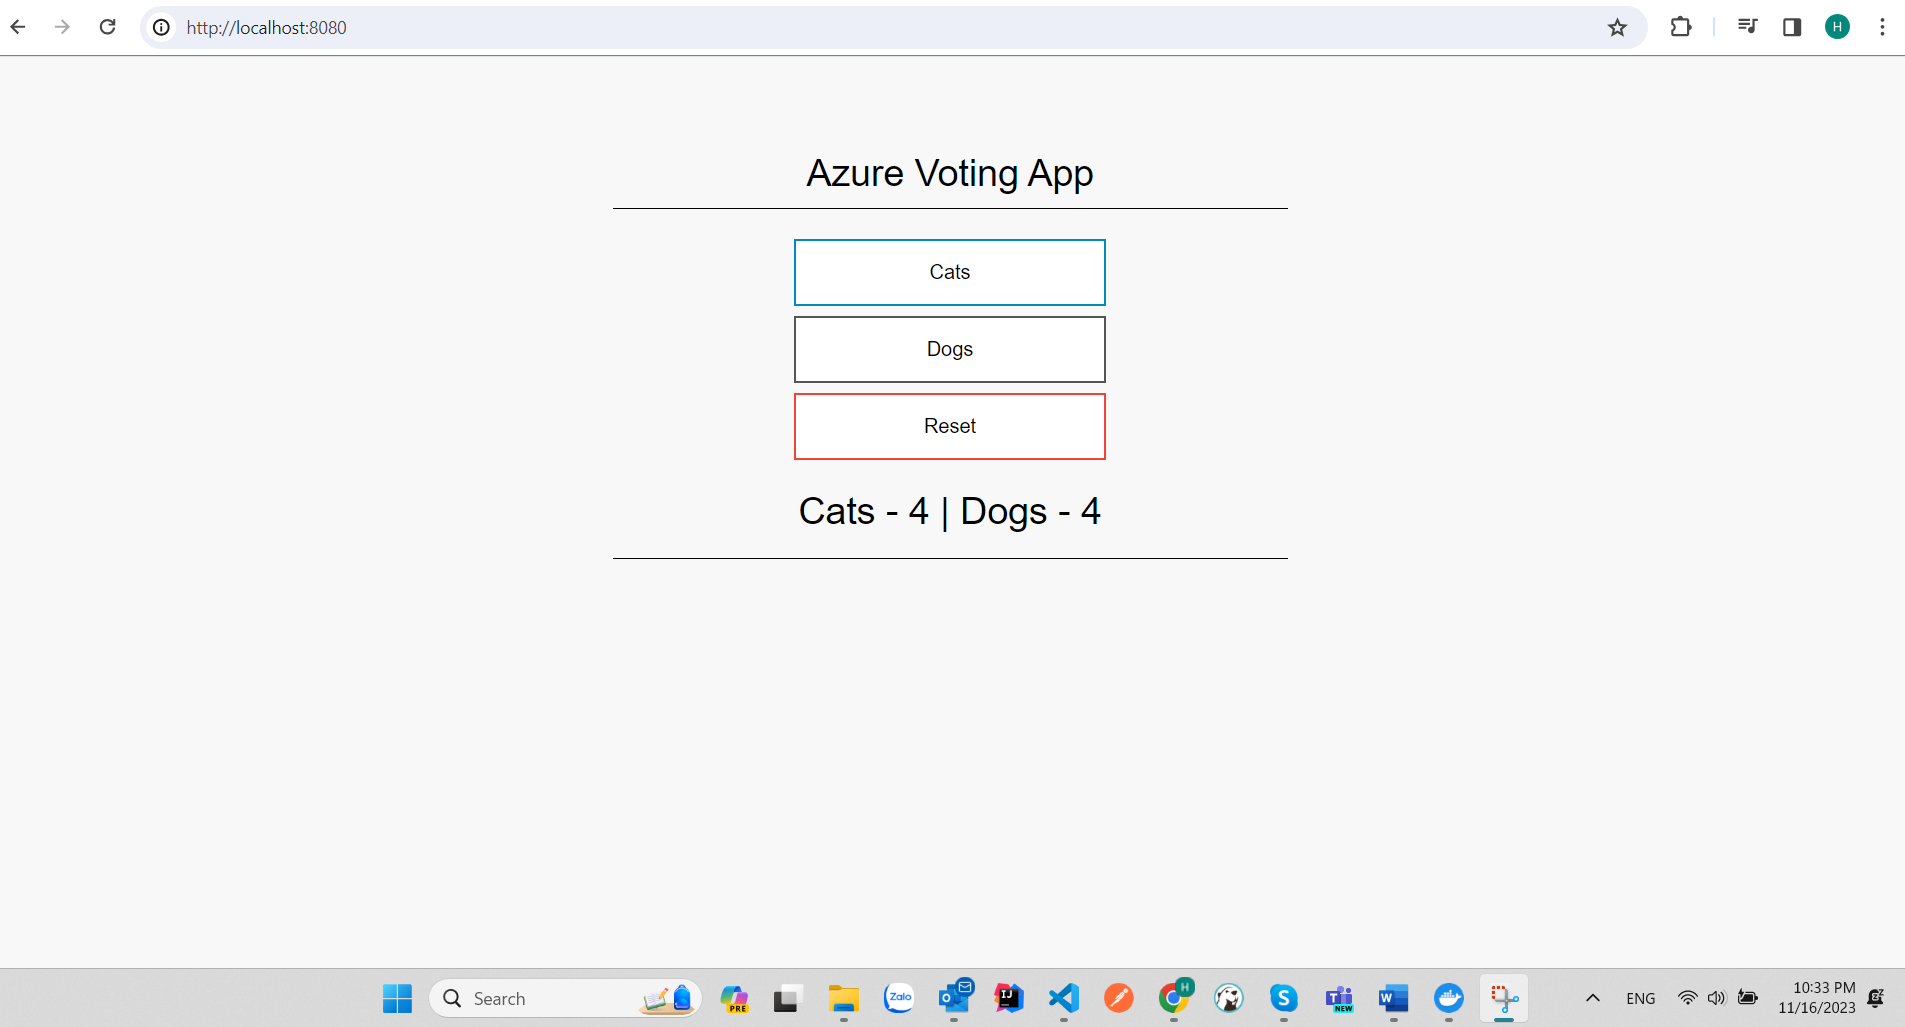 http://localhost:8080
H
Azure Voting App
Cats
Dogs
Reset
Cats - 4 | Dogs - 4
Search
PRE
Zalo
O
IJ
H
S
T
NEW
W
ENG
10:33 PM
11/16/2023